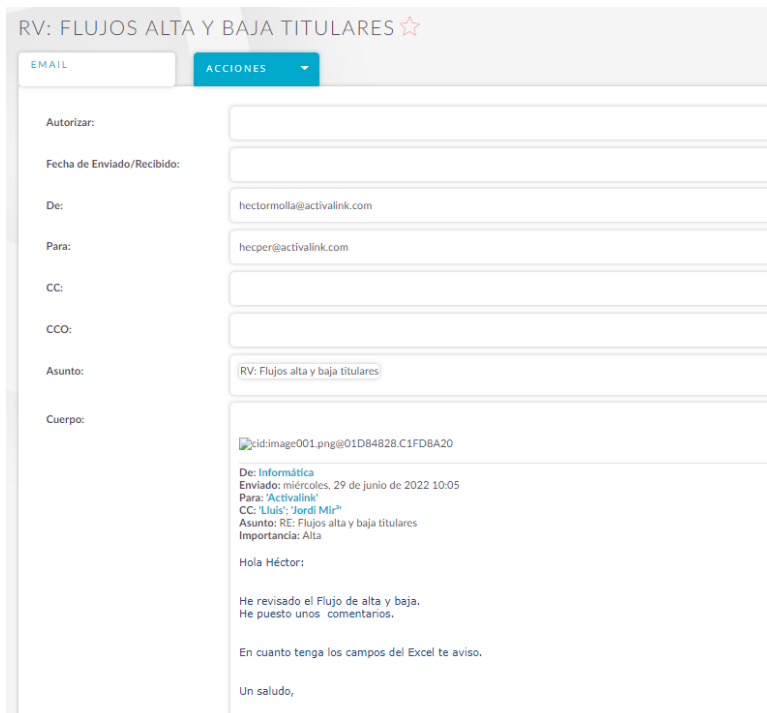 RV: FLUJOS ALTA Y BAJA TITULARES
EMAIL
ACCIONES
Autorizar:
Fecha de Enviado/Recibido:
De:
hectormolla@activalink.com
Para:
hecper@activalink.com
CC:
CCO:
Asunto:
RV: Flujos alta y baja titulares
Cuerpo:
cid:image001.png@01D84828.C1FD8A20
De: Informática
Enviado: miércoles, 29 de junio de 2022 10:05
Para: 'Activalink'
CC: 'Lluis'; 'Jordi Mir³'
Asunto: RE: Flujos alta y baja titulares
Importancia: Alta
Hola Héctor:
He revisado el Flujo de alta y baja.
He puesto unos comentarios.
En cuanto tenga los campos del Excel te aviso.
Un saludo,